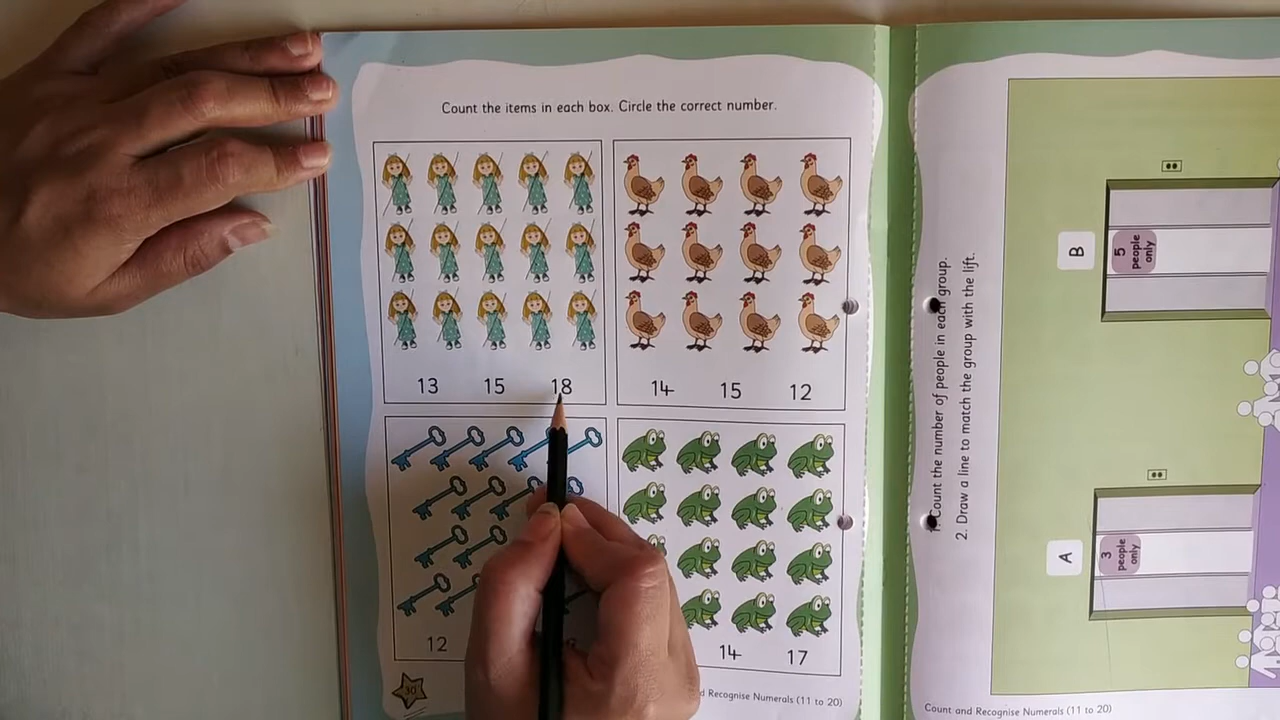 Count the items in each box. Circle the correct number.
13 15 18
14 15 12
12
14 17
30
d Recognise Numerals (11 to 20)
1. Count the number of people in each group.
2. Draw a line to match the group with the lift.
B
5
people
only
A
3
people
only
Count and Recognise Numerals (11 to 20)